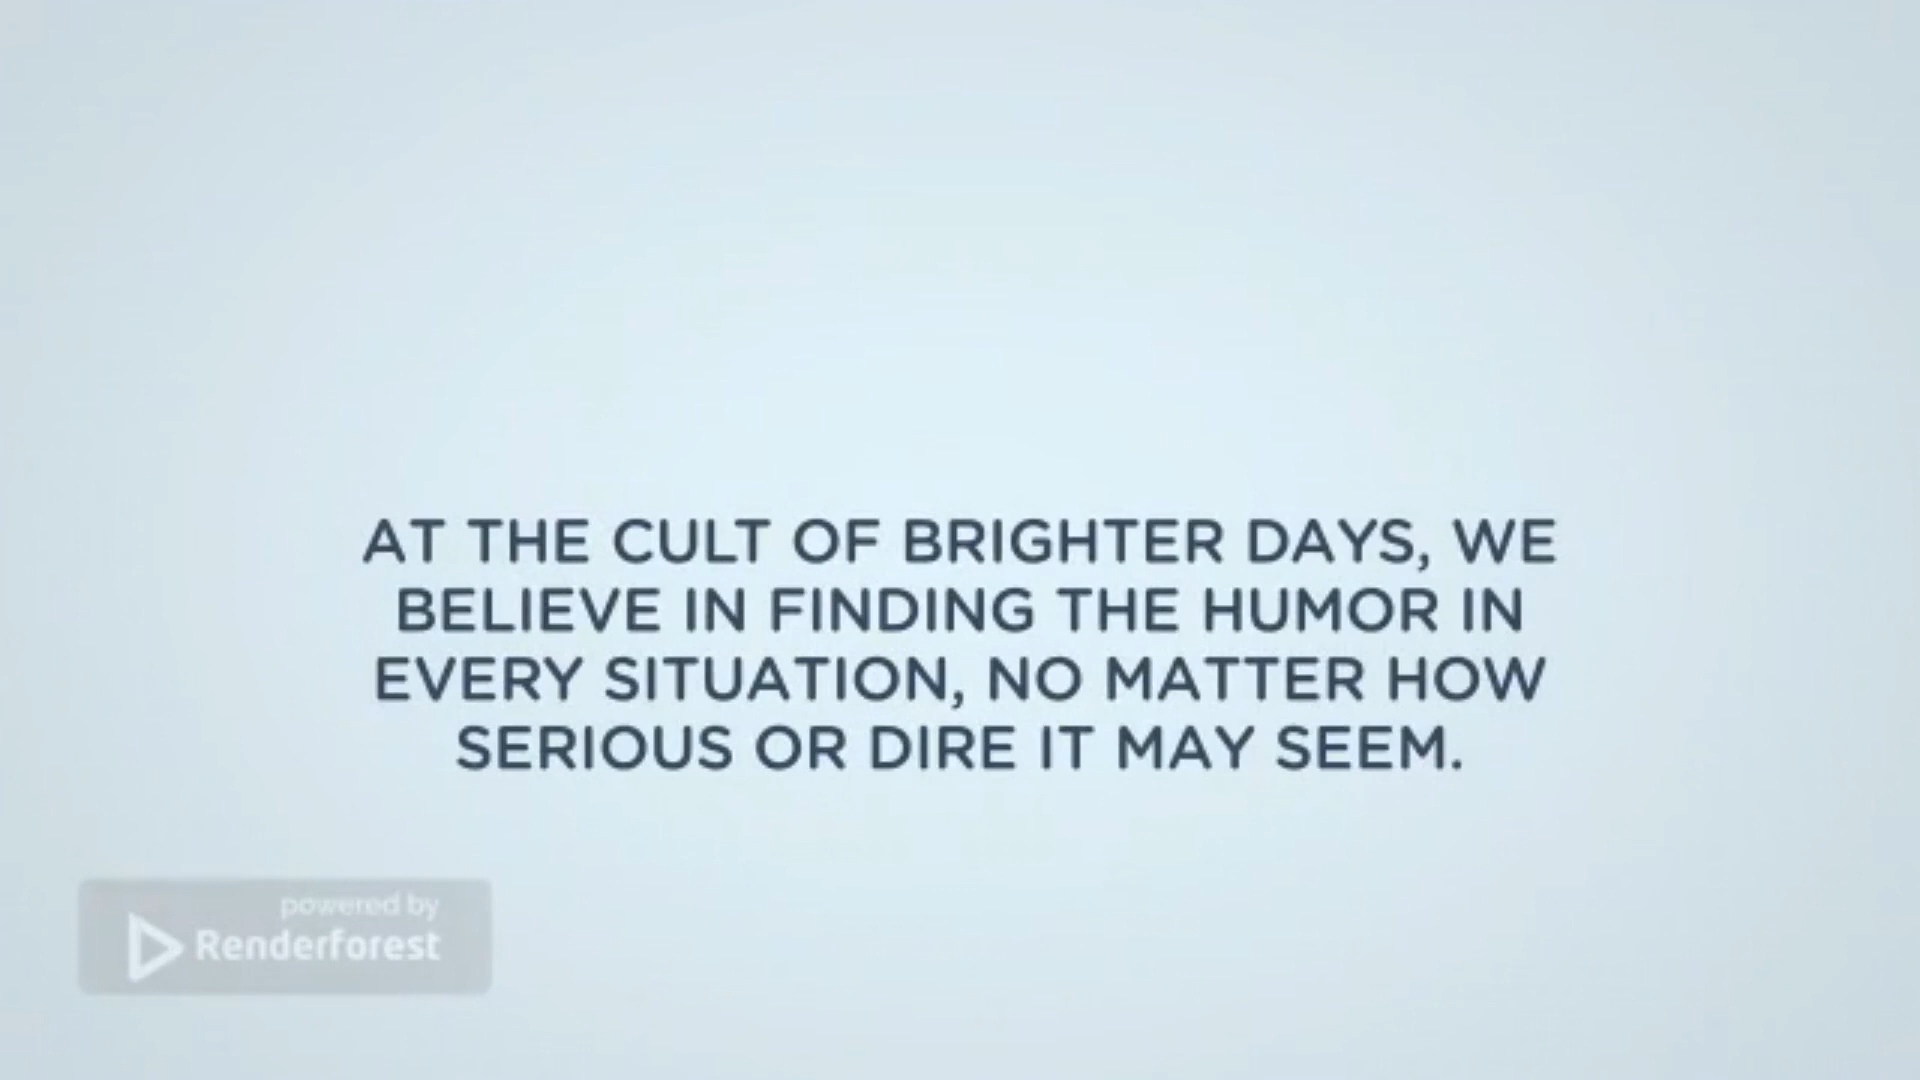 AT THE CULT OF BRIGHTER DAYS, WE
BELIEVE IN FINDING THE HUMOR IN
EVERY SITUATION, NO MATTER HOW
SERIOUS OR DIRE IT MAY SEEM.
powered by
Renderforest